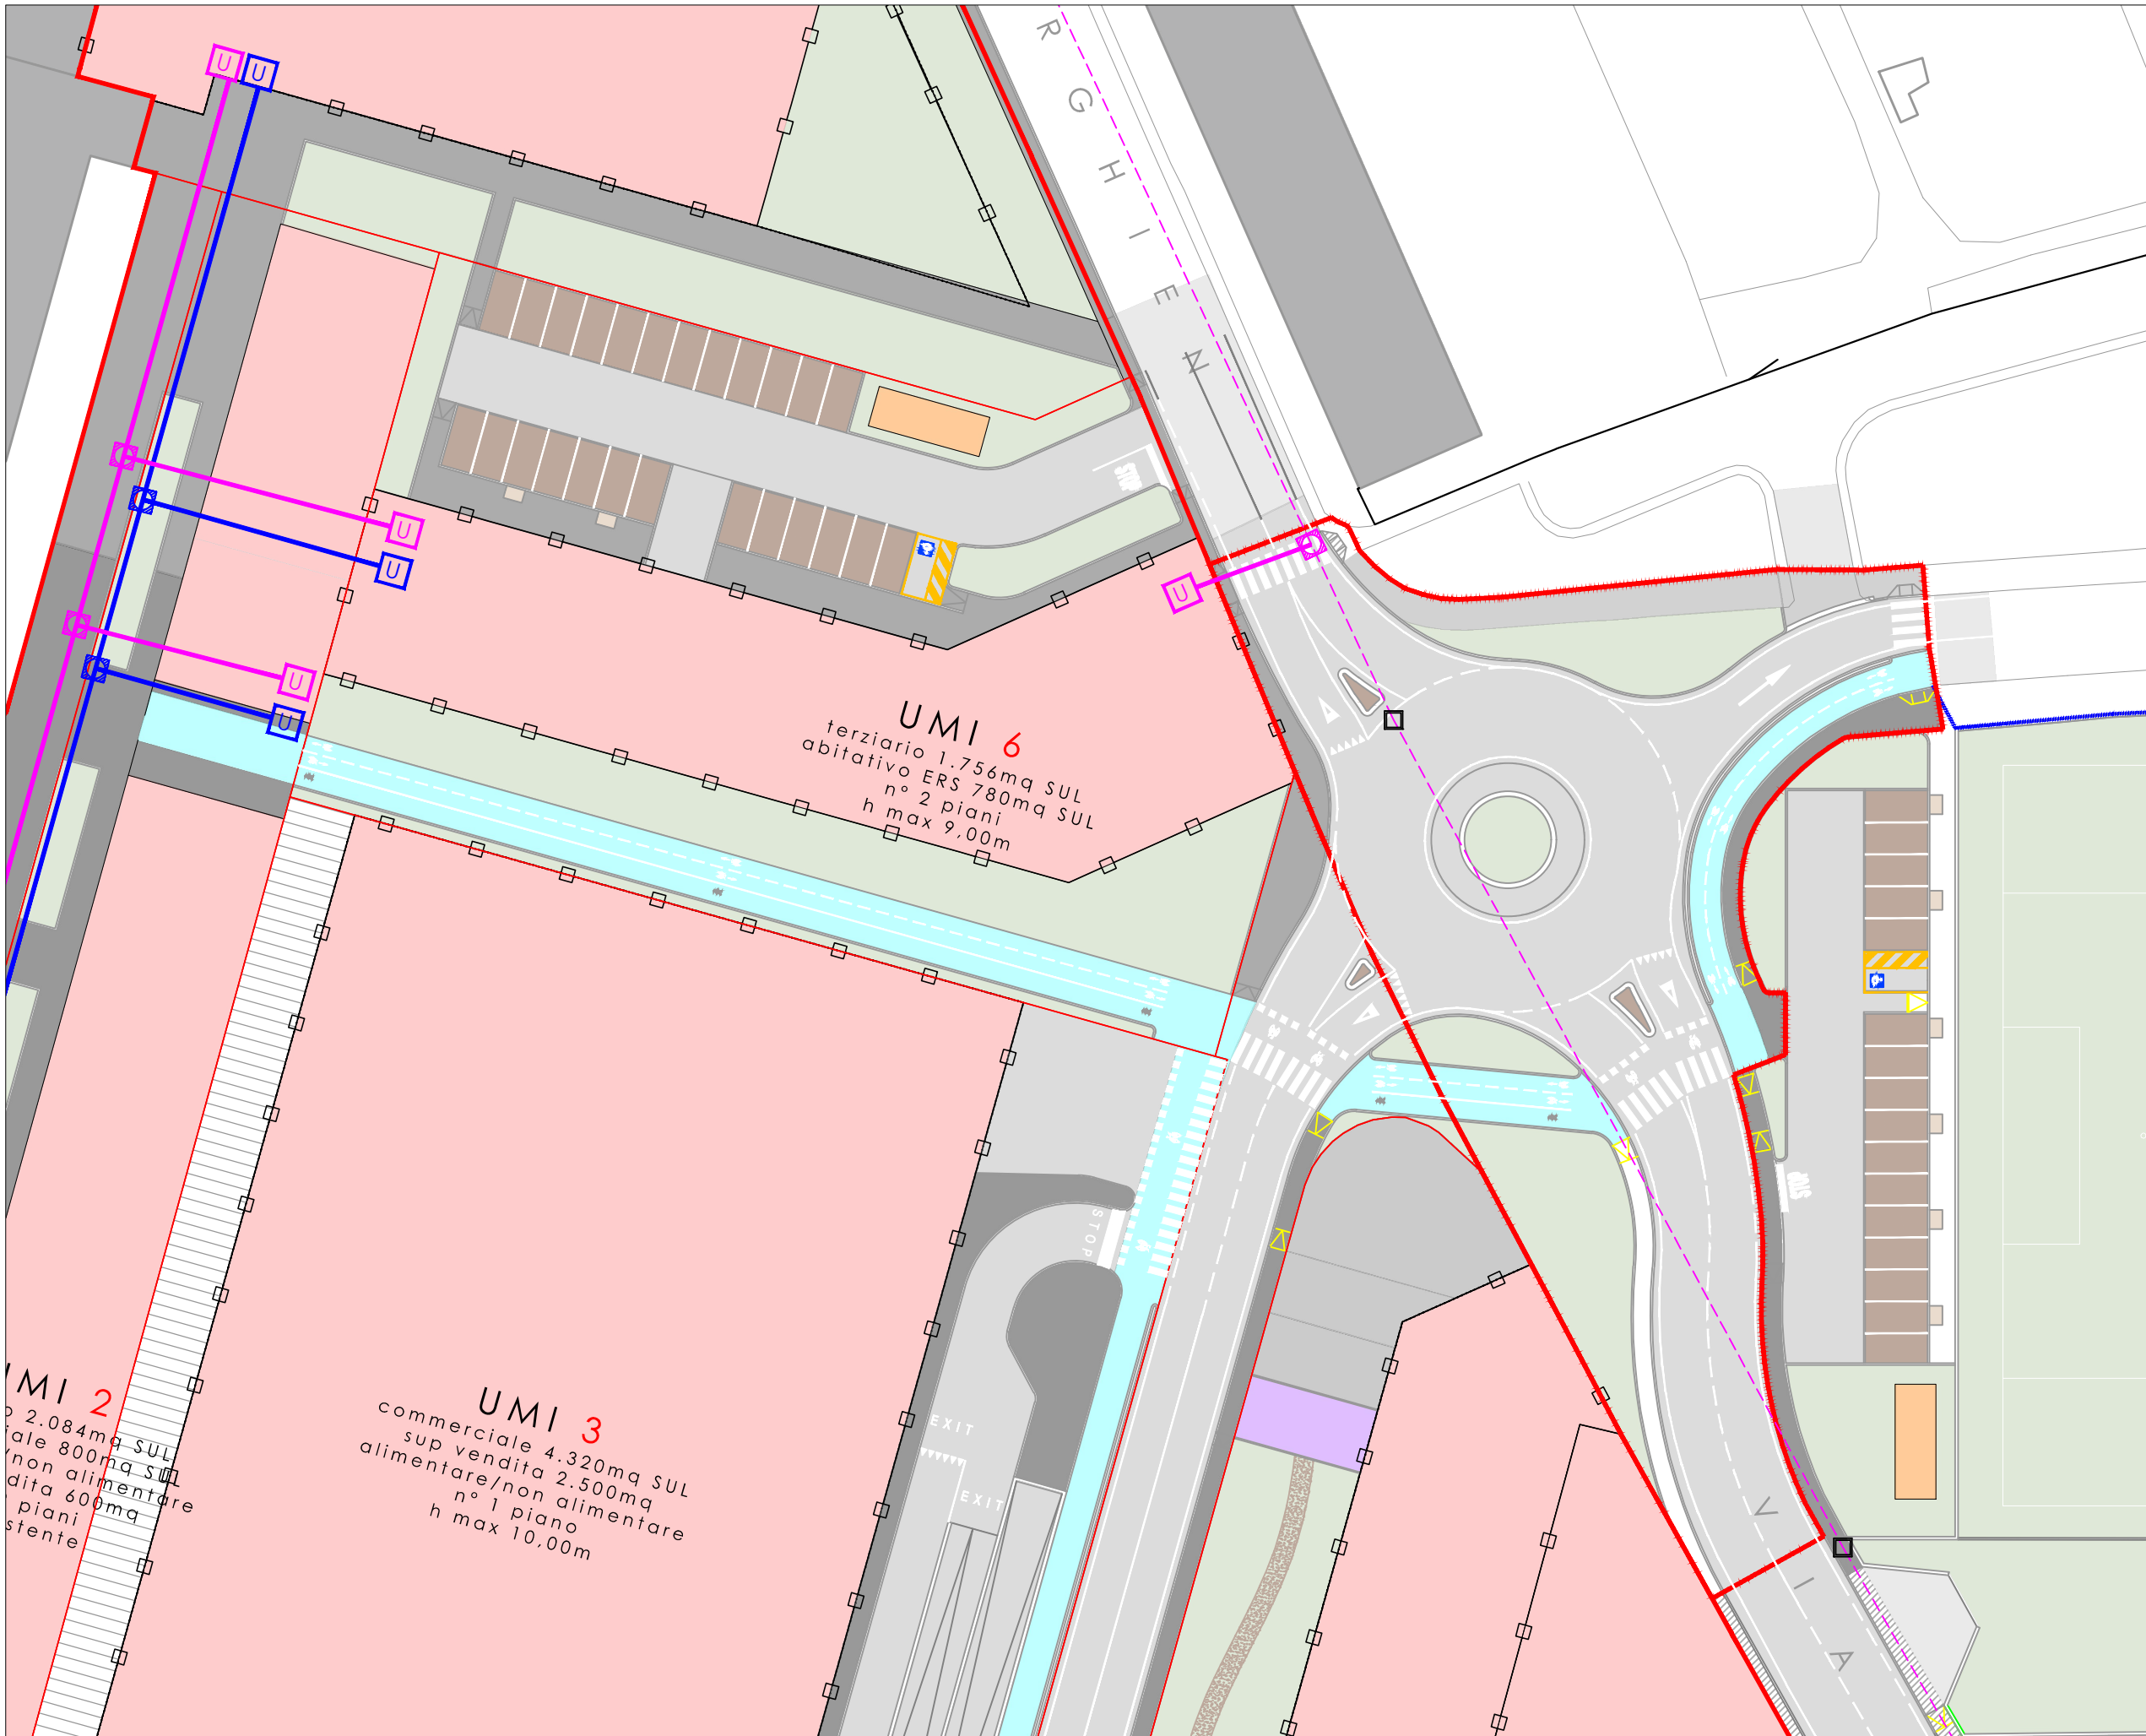 U
U
R
G
H
I
E
N
STOP
U
U
U
UMI 6
terziario 1.756mq SUL
abitativo ERS 780mq SUL
n° 2 piani
h max 9,00m
U
U
STOP
STOP
MI 2
2.084mq SUL
iale 800mq SUL
/non alimentare
dita 600mq
piani
stente
UMI 3
commerciale 4.320mq SUL
sup vendita 2.500mq
alimentare/non alimentare
n° 1 piano
h max 10,00m
EXIT
EXIT
V
I
A